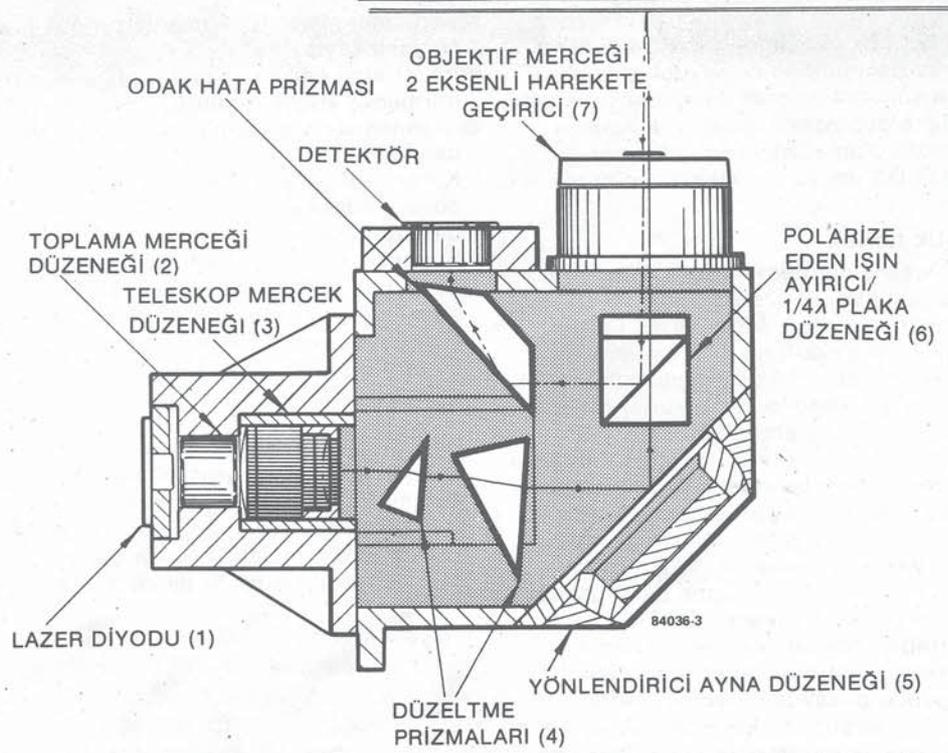 OBJEKTİF MERCEĞİ
2 EKSENLİ HAREKETE
GEÇİRİCİ (7)
ODAK HATA PRİZMASI
DETEKTÖR
TOPLAMA MERCEĞİ
DÜZENEĞİ (2)
TELESKOP MERCEK
DÜZENEĞI (3)
POLARİZE
EDEN IŞIN
AYIRICI/
1/4λ PLAKA
DÜZENEĞİ (6)
84036-3
LAZER DİYODU (1)
YÖNLENDİRİCİ AYNA DÜZENEĞİ (5)
DÜZELTME
PRİZMALARI (4)